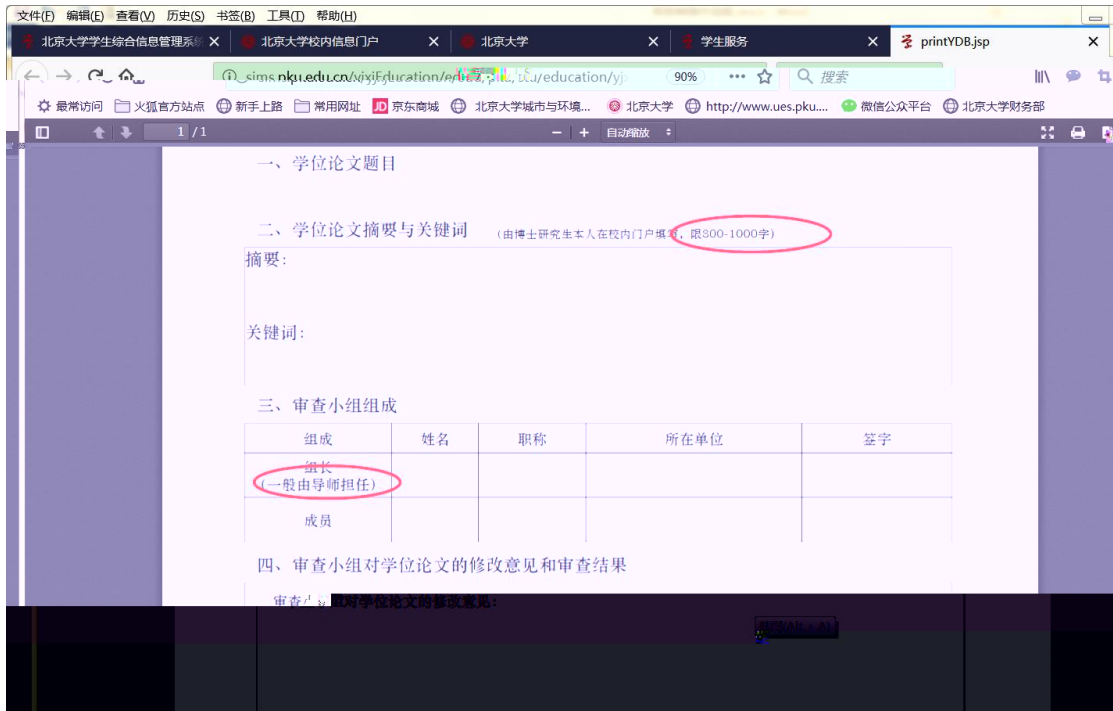 文件(F) 编辑(E) 查看(V) 历史(S) 书签(B) 工具(T) 帮助(H)
北京大学学生综合信息管理系统 北京大学校内信息门户 北京大学 学生服务 printYDB.jsp
90% 搜索
最常访问 火狐官方站点 新手上路 常用网址 JD 京东商城 北京大学城市与环境... 北京大学 http://www.ues.pku.... 微信公众平台 北京大学财务部
1 / 1 自动缩放
一、学位论文题目
二、学位论文摘要与关键词 (由博士研究生本人在校内门户填写，限800-1000字)
摘要:
关键词:
三、审查小组组成
组成 姓名 职称 所在单位 签字
组长
(一般由导师担任)
成员
四、审查小组对学位论文的修改意见和审查结果
审查小组对学位论文的修改意见: